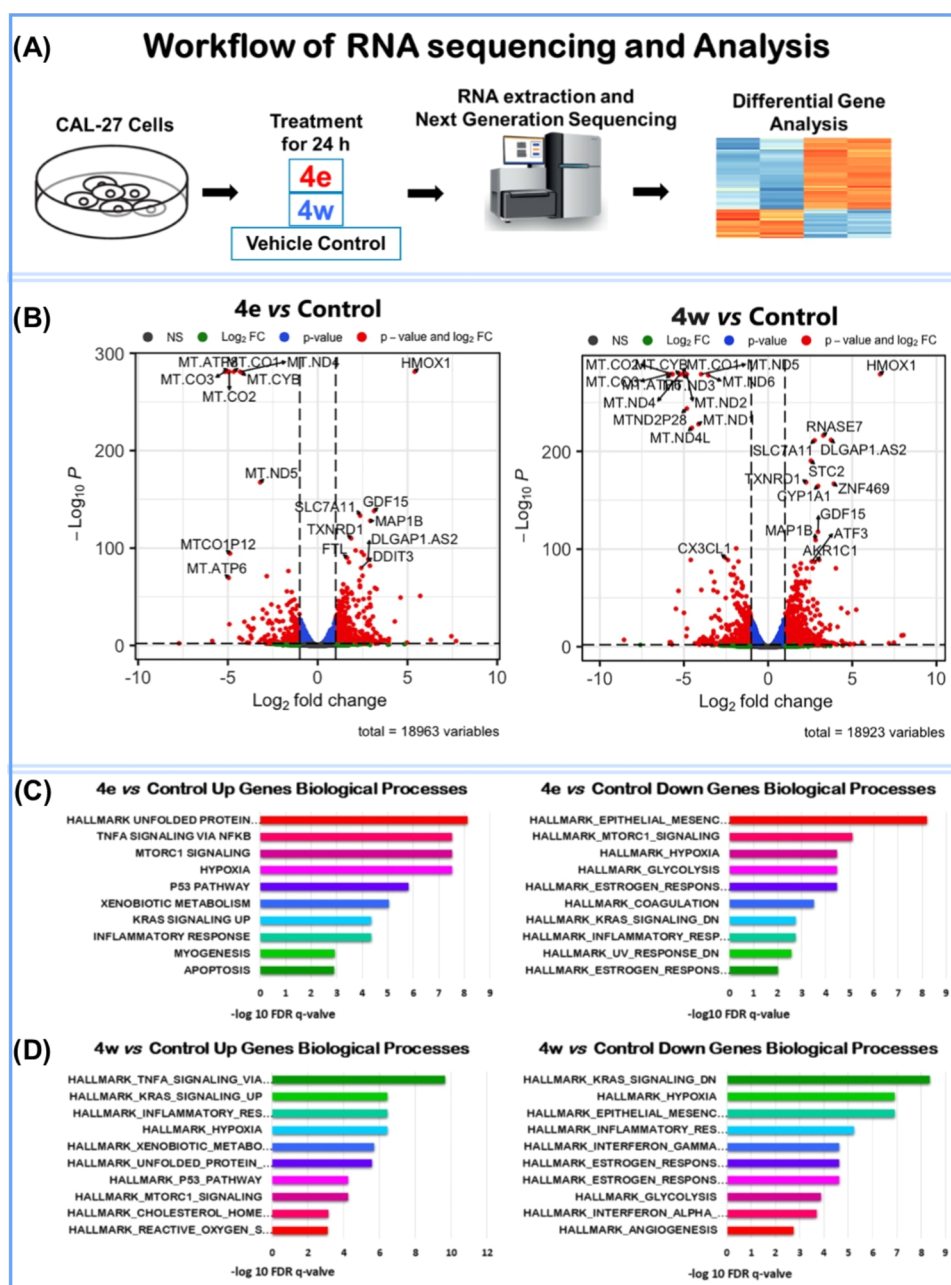 (A)
Workflow of RNA sequencing and Analysis
CAL-27 Cells
Treatment
for 24 h
4e
4w
Vehicle Control
RNA extraction and
Next Generation Sequencing
Differential Gene
Analysis
(B)
4e vs Control
NS Log2 FC p-value p – value and log2 FC
MT.CO1
MT.ND4
HMOX1
MT.CO3
MT.CYB
MT.CO2
MT.ND5
SLC7A11
GDF15
MAP1B
TXNRD1
DLGAP1.AS2
FTL
DDIT3
MTCO1P12
MT.ATP6
300
200
100
0
– Log10 P
-10 -5 0 5 10
Log2 fold change
total = 18963 variables
4w vs Control
NS Log2 FC p-value p – value and log2 FC
MT.CO2
MT.CYB
MT.CO1
MT.ND5
HMOX1
MT.CO3
MT.ND3
MT.ND6
MT.ND4
MT.ND2
MTND2P28
MT.ND1
MT.ND4L
RNASE7
SLC7A11
DLGAP1.AS2
STC2
TXNRD1
CYP1A1
ZNF469
GDF15
MAP1B
ATF3
AKR1C1
CX3CL1
200
100
0
-10 -5 0 5 10
Log2 fold change
total = 18923 variables
(C)
4e vs Control Up Genes Biological Processes
HALLMARK UNFOLDED PROTEIN...
TNFA SIGNALING VIA NFKB
MTORC1 SIGNALING
HYPOXIA
P53 PATHWAY
XENOBIOTIC METABOLISM
KRAS SIGNALING UP
INFLAMMATORY RESPONSE
MYOGENESIS
APOPTOSIS
0 1 2 3 4 5 6 7 8 9
-log 10 FDR q-valve
4e vs Control Down Genes Biological Processes
HALLMARK_EPITHELIAL_MESENC...
HALLMARK_MTORC1_SIGNALING
HALLMARK_HYPOXIA
HALLMARK_GLYCOLYSIS
HALLMARK_ESTROGEN_RESPONS...
HALLMARK_COAGULATION
HALLMARK_KRAS_SIGNALING_DN
HALLMARK_INFLAMMATORY_RESP...
HALLMARK_UV_RESPONSE_DN
HALLMARK_ESTROGEN_RESPONS...
0 1 2 3 4 5 6 7 8 9
-log10 FDR q-value
(D)
4w vs Control Up Genes Biological Processes
HALLMARK_TNFA_SIGNALING_VIA...
HALLMARK_KRAS_SIGNALING_UP
HALLMARK_INFLAMMATORY_RES...
HALLMARK_HYPOXIA
HALLMARK_XENOBIOTIC_METABO...
HALLMARK_UNFOLDED_PROTEIN_...
HALLMARK_P53_PATHWAY
HALLMARK_MTORC1_SIGNALING
HALLMARK_CHOLESTEROL_HOME...
HALLMARK_REACTIVE_OXYGEN_S...
0 2 4 6 8 10 12
-log 10 FDR q-valve
4w vs Control Down Genes Biological Processes
HALLMARK_KRAS_SIGNALING_DN
HALLMARK_HYPOXIA
HALLMARK_EPITHELIAL_MESENC...
HALLMARK_INFLAMMATORY_RES...
HALLMARK_INTERFERON_GAMMA...
HALLMARK_ESTROGEN_RESPONS...
HALLMARK_ESTROGEN_RESPONS...
HALLMARK_GLYCOLYSIS
HALLMARK_INTERFERON_ALPHA_...
HALLMARK_ANGIOGENESIS
0 1 2 3 4 5 6 7 8 9
-log 10 FDR q-valve